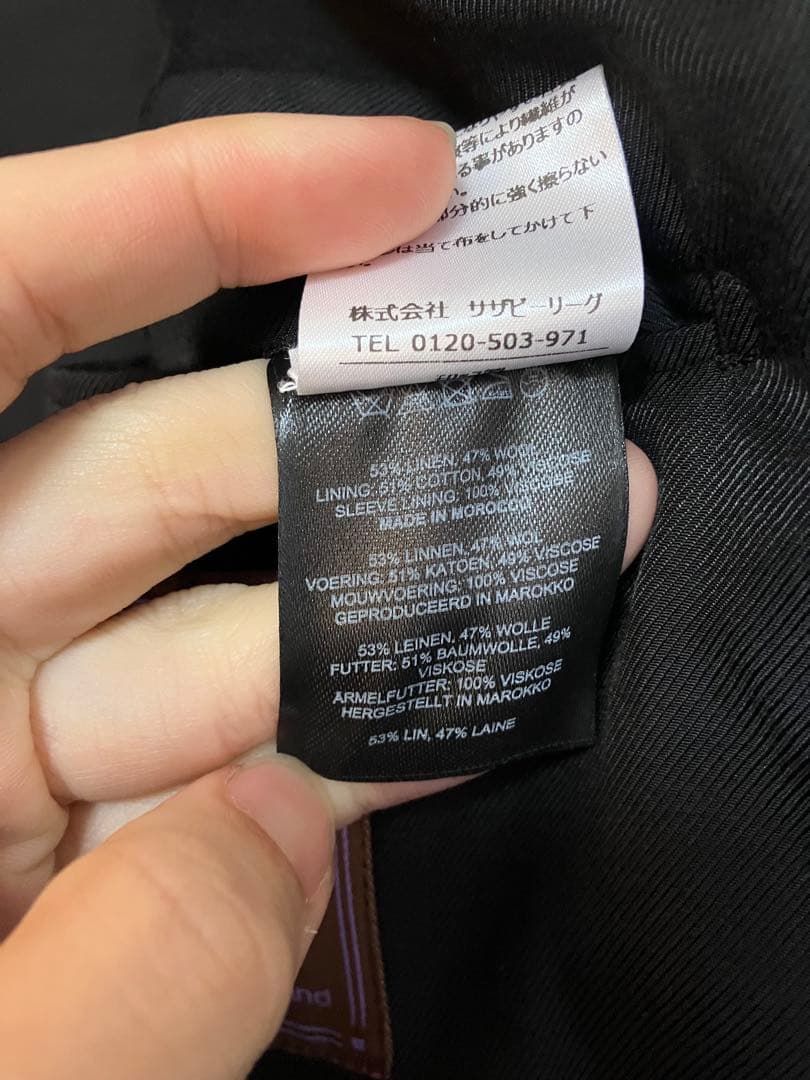 等により繊維が
る事がありますの
部分的に強く擦らない
は当て布をしてかけて下
株式会社 サザビーリーグ
TEL 0120-503-971
53% LINEN, 47% WOOL
LINING: 51% COTTON, 49% VISCOSE
SLEEVE LINING: 100% VISCOSE
MADE IN MOROCCO
53% LINNEN, 47% WOL
VOERING: 51% KATOEN, 49% VISCOSE
MOUWVOERING: 100% VISCOSE
GEPRODUCEERD IN MAROKKO
53% LEINEN, 47% WOLLE
FUTTER: 51% BAUMWOLLE, 49%
VISKOSE
ÄRMELFUTTER: 100% VISKOSE
HERGESTELLT IN MAROKKO
53% LIN, 47% LAINE